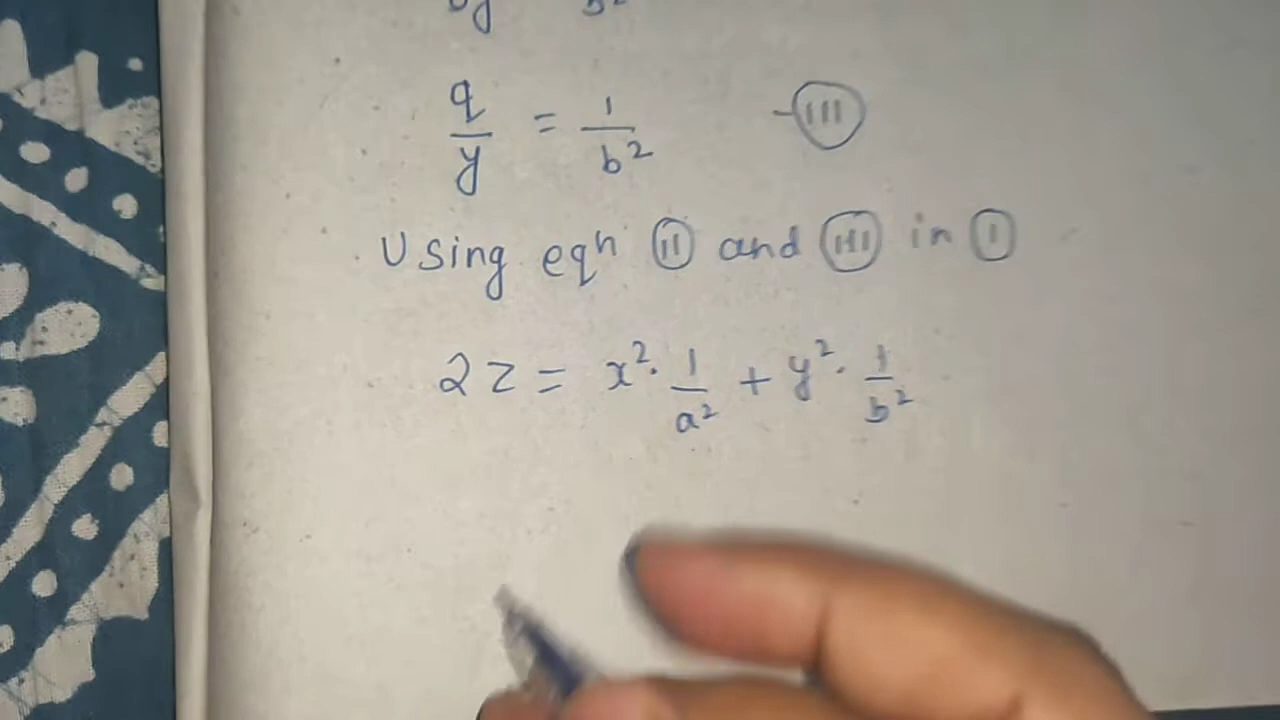 q/y = 1/b² - III
Using eqn II and III in I
2z = x². 1/a² + y². 1/b²